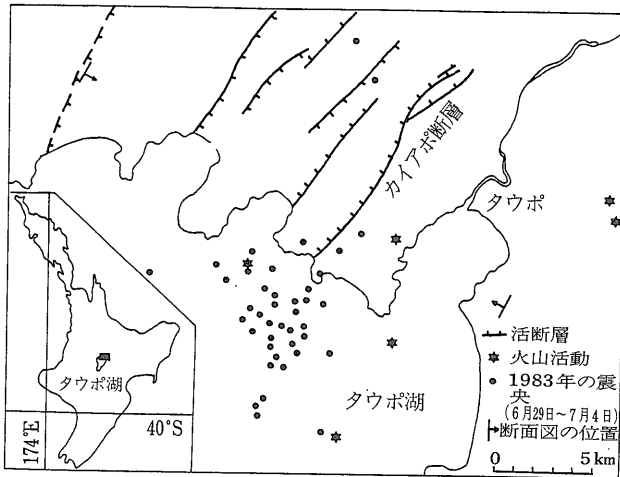 カイアポ断層
タウポ
タウポ湖
活断層
火山活動
1983年の震
央
(6月29日~7月4日)
断面図の位置
0 5km
タウポ湖
174°E
40°S